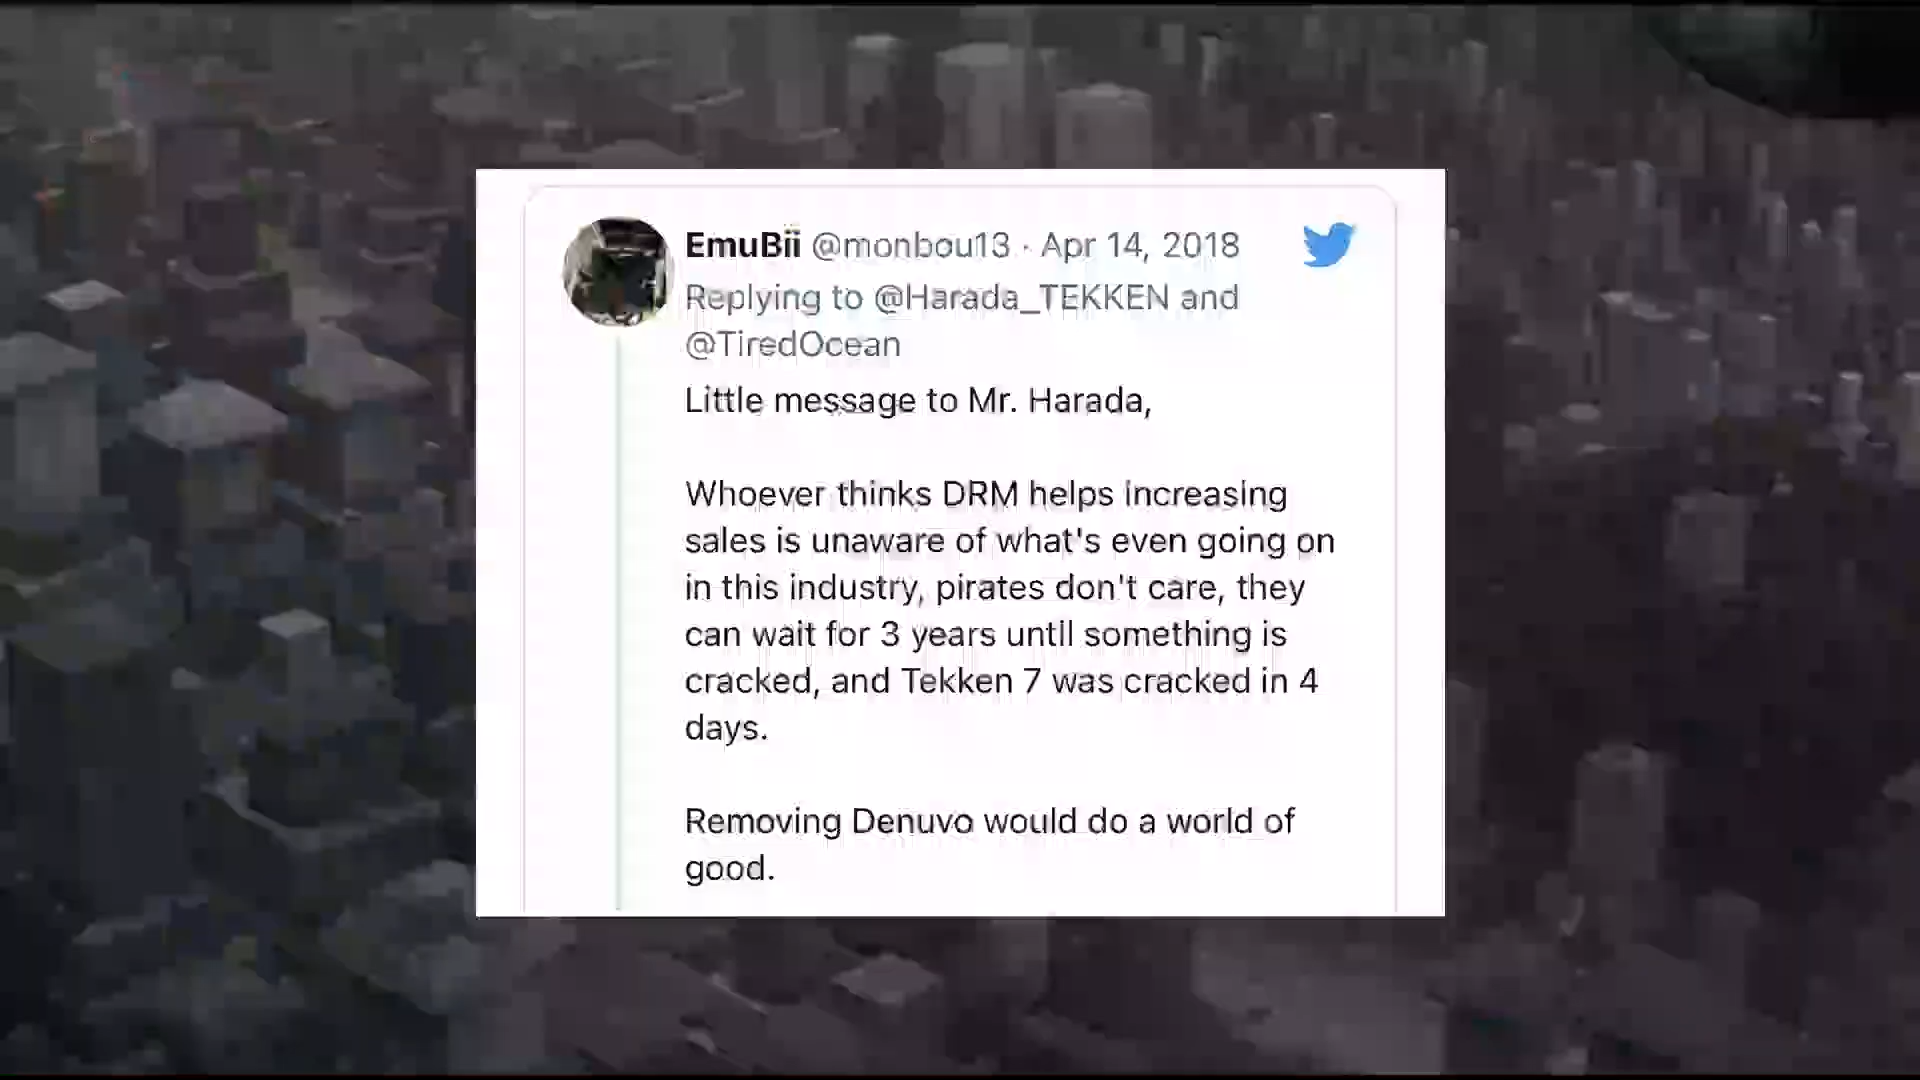 EmuBii @monbou13 · Apr 14, 2018
Replying to @Harada_TEKKEN and
@TiredOcean
Little message to Mr. Harada,
Whoever thinks DRM helps increasing
sales is unaware of what's even going on
in this industry, pirates don't care, they
can wait for 3 years until something is
cracked, and Tekken 7 was cracked in 4
days.
Removing Denuvo would do a world of
good.